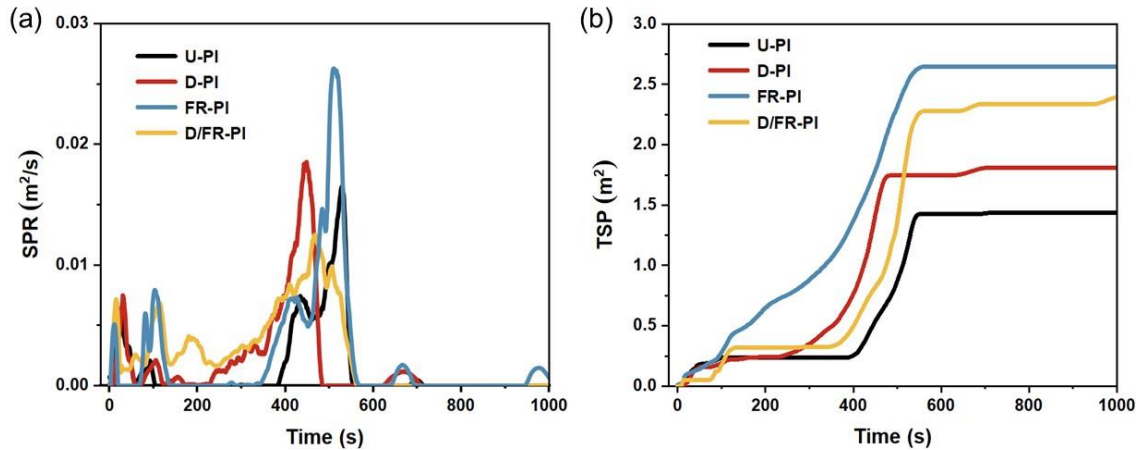 (a)
0.03
0.02
0.01
0.00
SPR (m²/s)
U-PI
D-PI
FR-PI
D/FR-PI
0 200 400 600 800 1000
Time (s)
(b)
3.0
2.5
2.0
1.5
1.0
0.5
0.0
TSP (m²)
U-PI
D-PI
FR-PI
D/FR-PI
0 200 400 600 800 1000
Time (s)